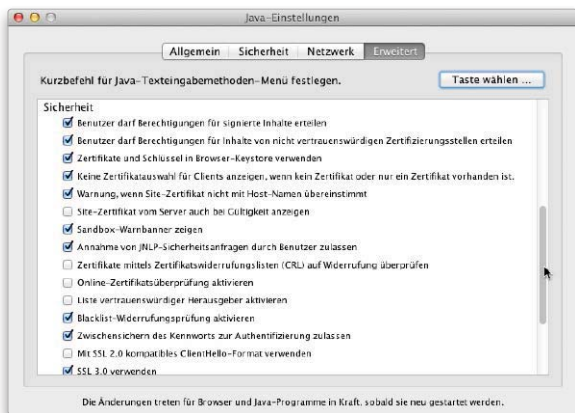 Java-Einstellungen
Allgemein Sicherheit Netzwerk Erweitert
Kurzbefehl für Java-Texteingabemethoden-Menü festlegen. Taste wählen ...
Sicherheit
Benutzer darf Berechtigungen für signierte Inhalte erteilen
Benutzer darf Berechtigungen für Inhalte von nicht vertrauenswürdigen Zertifizierungsstellen erteilen
Zertifikate und Schlüssel in Browser-Keystore verwenden
Keine Zertifikatauswahl für Clients anzeigen, wenn kein Zertifikat oder nur ein Zertifikat vorhanden ist.
Warnung, wenn Site-Zertifikat nicht mit Host-Namen übereinstimmt
Site-Zertifikat vom Server auch bei Gültigkeit anzeigen
Sandbox-Warnbanner zeigen
Annahme von JNLP-Sicherheitsanfragen durch Benutzer zulassen
Zertifikate mittels Zertifikatswiderrufungslisten (CRL) auf Widerrufung überprüfen
Online-Zertifikatsüberprüfung aktivieren
Liste vertrauenswürdiger Herausgeber aktivieren
Blacklist-Widerrufungsprüfung aktivieren
Zwischensichern des Kennworts zur Authentifizierung zulassen
Mit SSL 2.0 kompatibles ClientHello-Format verwenden
SSL 3.0 verwenden
Die Änderungen treten für Browser und Java-Programme in Kraft, sobald sie neu gestartet werden.